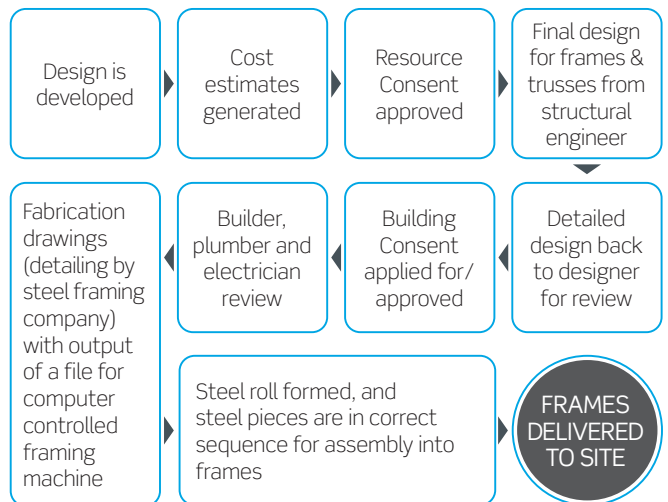 Design is
developed
Cost
estimates
generated
Resource
Consent
approved
Final design
for frames &
trusses from
structural
engineer
Detailed
design back
to designer
for review
Building
Consent
applied for/
approved
Builder,
plumber and
electrician
review
Fabrication
drawings
(detailing by
steel framing
company)
with output
of a file for
computer
controlled
framing
machine
Steel roll formed, and
steel pieces are in correct
sequence for assembly into
frames
FRAMES
DELIVERED
TO SITE